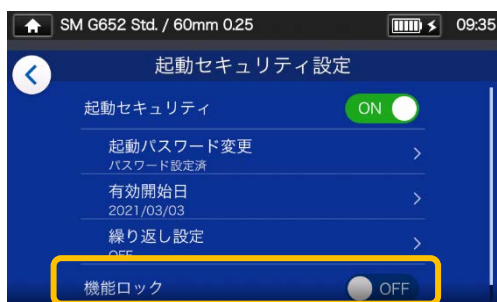 SM G652 Std. / 60mm 0.25
09:35
起動セキュリティ設定
起動セキュリティ
ON
起動パスワード変更
パスワード設定済
有効開始日
2021/03/03
繰り返し設定
OFF
機能ロック
OFF